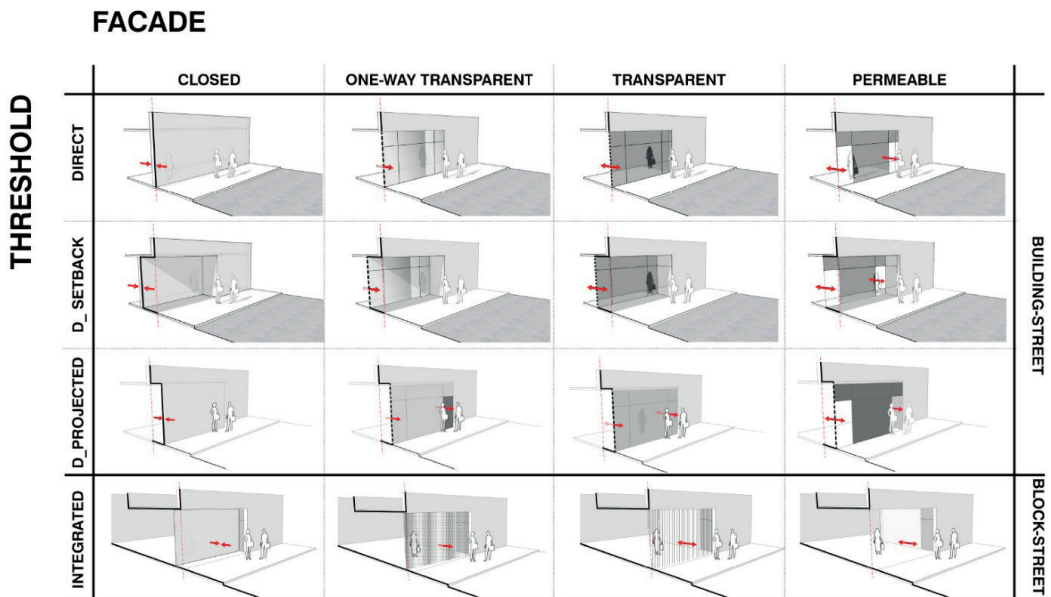 FACADE
THRESHOLD
CLOSED
ONE-WAY TRANSPARENT
TRANSPARENT
PERMEABLE
DIRECT
D_SETBACK
D_PROJECTED
INTEGRATED
BUILDING-STREET
BLOCK-STREET